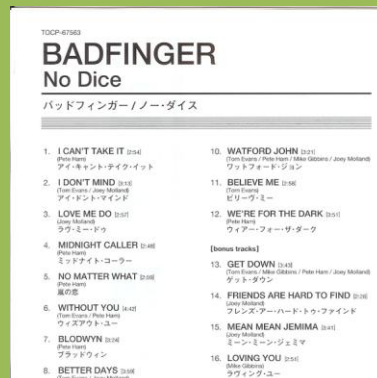 TOCP-67563
BADFINGER
No Dice
バッドフィンガー / ノー・ダイス
1. I CAN'T TAKE IT [2:54]
(Pete Ham)
アイ・キャント・テイク・イット
2. I DON'T MIND [3:13]
(Tom Evans / Joey Molland)
アイ・ドント・マインド
3. LOVE ME DO [2:57]
(Joey Molland)
ラヴ・ミー・ドゥ
4. MIDNIGHT CALLER [2:48]
(Pete Ham)
ミッドナイト・コーラー
5. NO MATTER WHAT [2:59]
(Pete Ham)
嵐の恋
6. WITHOUT YOU [4:42]
(Tom Evans / Pete Ham)
ウィズアウト・ユー
7. BLODWYN [3:24]
(Pete Ham)
ブラッドウィン
8. BETTER DAYS [3:59]
(Tom Evans / Joey Molland)
10. WATFORD JOHN [3:21]
(Tom Evans / Pete Ham / Mike Gibbins / Joey Molland)
ワットフォード・ジョン
11. BELIEVE ME [2:58]
(Tom Evans)
ビリーヴ・ミー
12. WE'RE FOR THE DARK [3:51]
(Pete Ham)
ウィアー・フォー・ザ・ダーク
[bonus tracks]
13. GET DOWN [3:43]
(Tom Evans / Mike Gibbins / Pete Ham / Joey Molland)
ゲット・ダウン
14. FRIENDS ARE HARD TO FIND [2:28]
(Joey Molland)
フレンズ・アー・ハード・トゥ・ファインド
15. MEAN MEAN JEMIMA [3:41]
(Joey Molland)
ミーン・ミーン・ジェミマ
16. LOVING YOU [2:51]
(Mike Gibbins)
ラヴィング・ユー